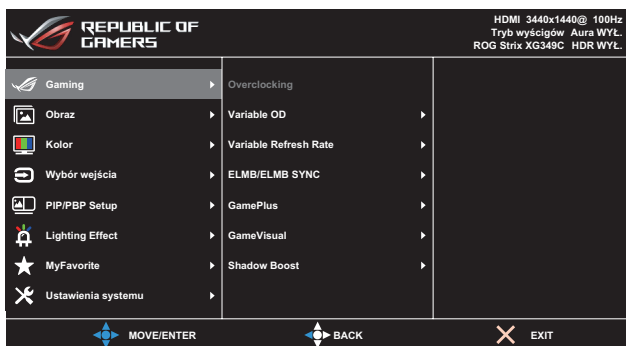 REPUBLIC OF
GAMERS
HDMI 3440x1440@ 100Hz
Tryb wyścigów Aura WYŁ.
ROG Strix XG349C HDR WYŁ.
Gaming
Obraz
Kolor
Wybór wejścia
PIP/PBP Setup
Lighting Effect
MyFavorite
Ustawienia systemu
Overclocking
Variable OD
Variable Refresh Rate
ELMB/ELMB SYNC
GamePlus
GameVisual
Shadow Boost
MOVE/ENTER
BACK
EXIT